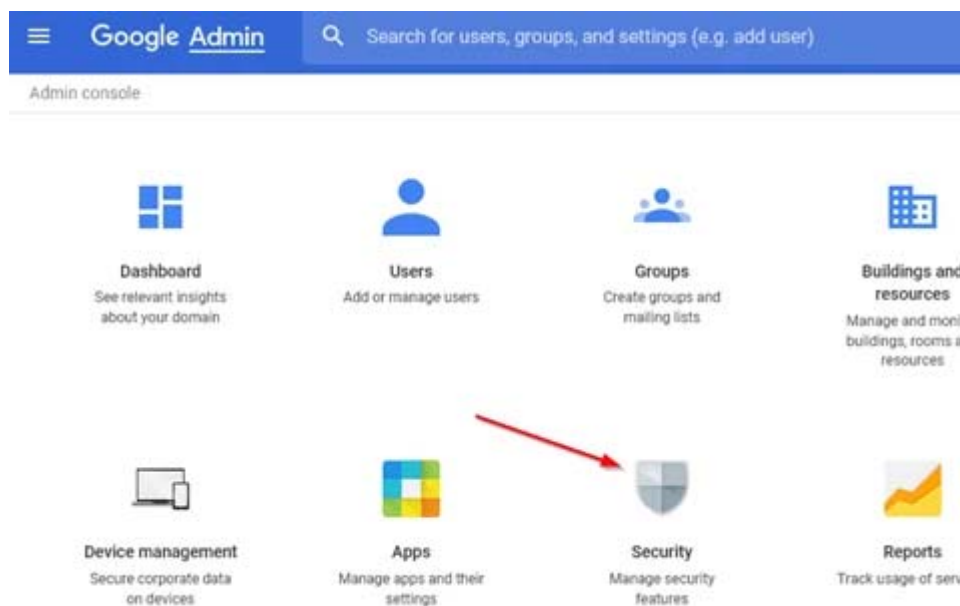 Google Admin
Search for users, groups, and settings (e.g. add user)
Admin console
Dashboard
See relevant insights
about your domain
Users
Add or manage users
Groups
Create groups and
mailing lists
Buildings and
resources
Manage and
buildings, rooms
resources
Device management
Secure corporate data
on devices
Apps
Manage apps and their
settings
Security
Manage security
features
Reports
Track usage of